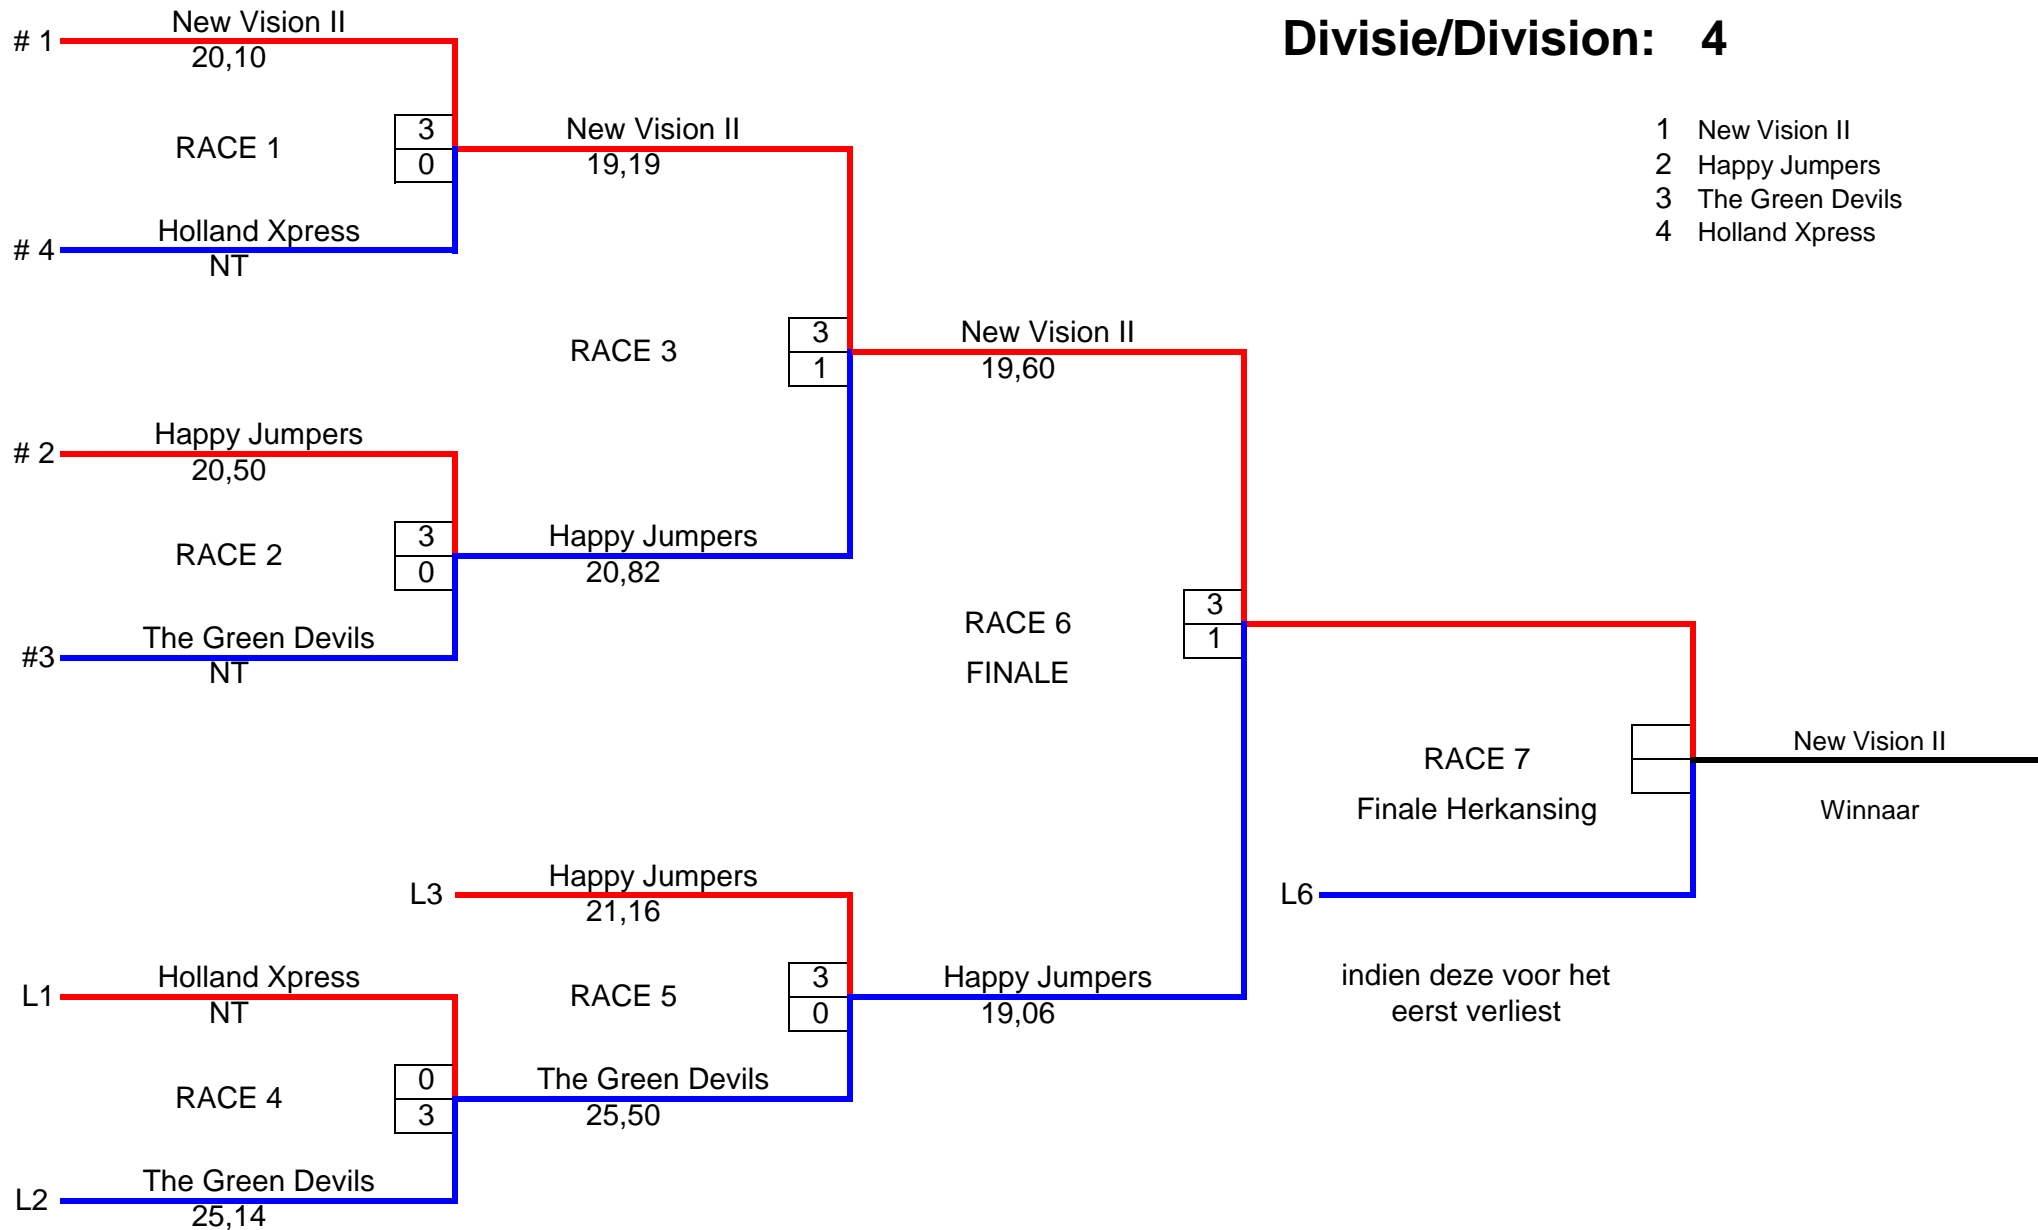 Divisie/Division: 4
1 New Vision II
2 Happy Jumpers
3 The Green Devils
4 Holland Xpress
# 1
New Vision II
20,10
RACE 1
3
0
# 4
Holland Xpress
NT
New Vision II
19,19
RACE 3
3
1
# 2
Happy Jumpers
20,50
RACE 2
3
0
#3
The Green Devils
NT
Happy Jumpers
20,82
New Vision II
19,60
RACE 6
FINALE
3
1
L3
Happy Jumpers
21,16
RACE 5
3
0
L1
Holland Xpress
NT
RACE 4
0
3
L2
The Green Devils
25,14
The Green Devils
25,50
Happy Jumpers
19,06
RACE 7
Finale Herkansing
L6
indien deze voor het
eerst verliest
New Vision II
Winnaar